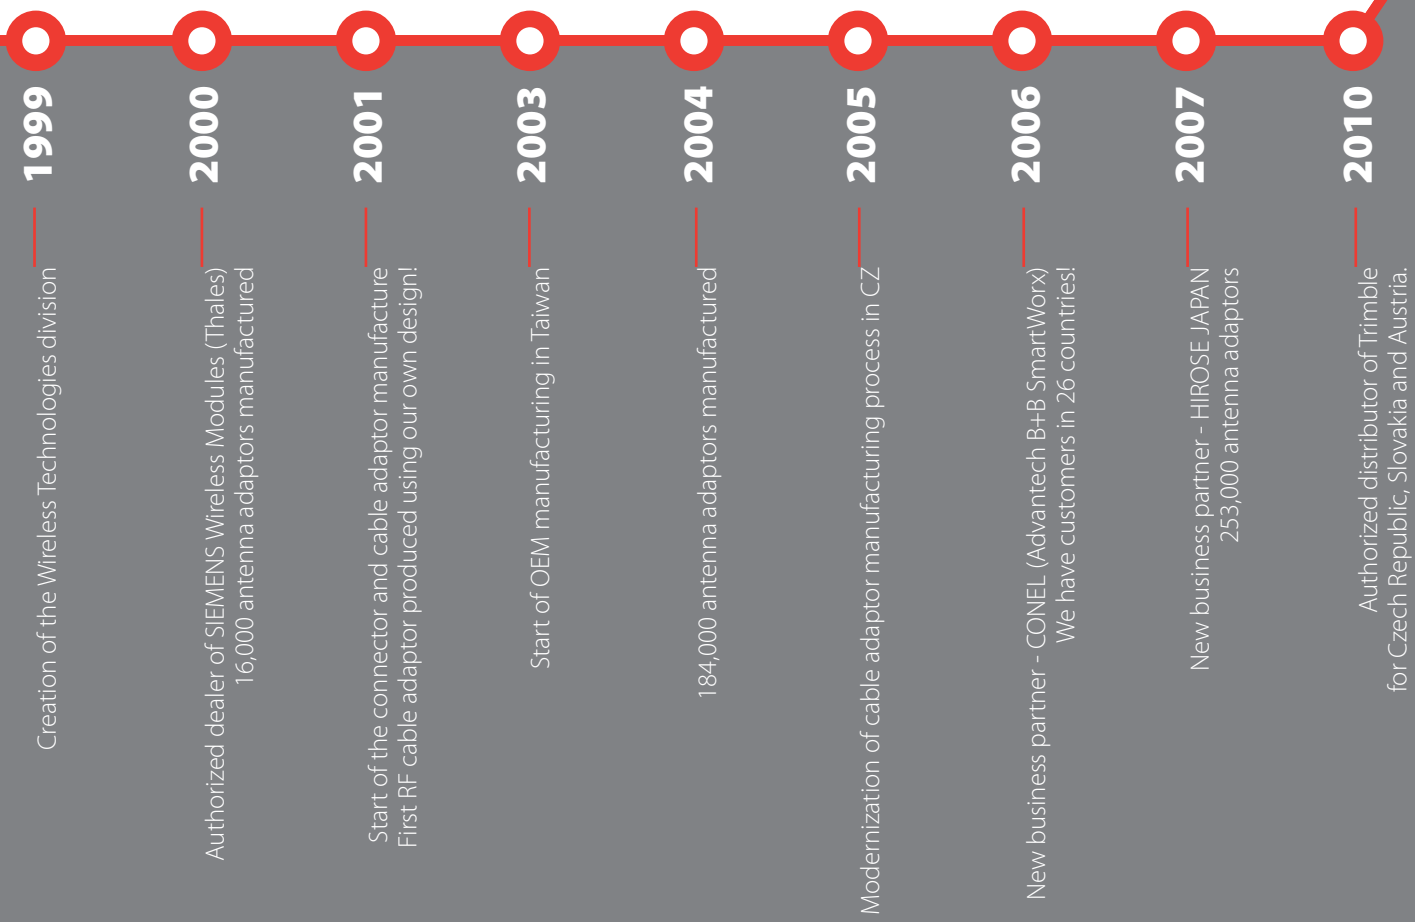 1999
Creation of the Wireless Technologies division
2000
Authorized dealer of SIEMENS Wireless Modules (Thales)
16,000 antenna adaptors manufactured
2001
Start of the connector and cable adaptor manufacture
First RF cable adaptor produced using our own design!
2003
Start of OEM manufacturing in Taiwan
2004
184,000 antenna adaptors manufactured
2005
Modernization of cable adaptor manufacturing process in CZ
2006
New business partner - CONEL (Advantech B+B SmartWorx)
We have customers in 26 countries!
2007
New business partner - HIROSE JAPAN
253,000 antenna adaptors
2010
Authorized distributor of Trimble
for Czech Republic, Slovakia and Austria.